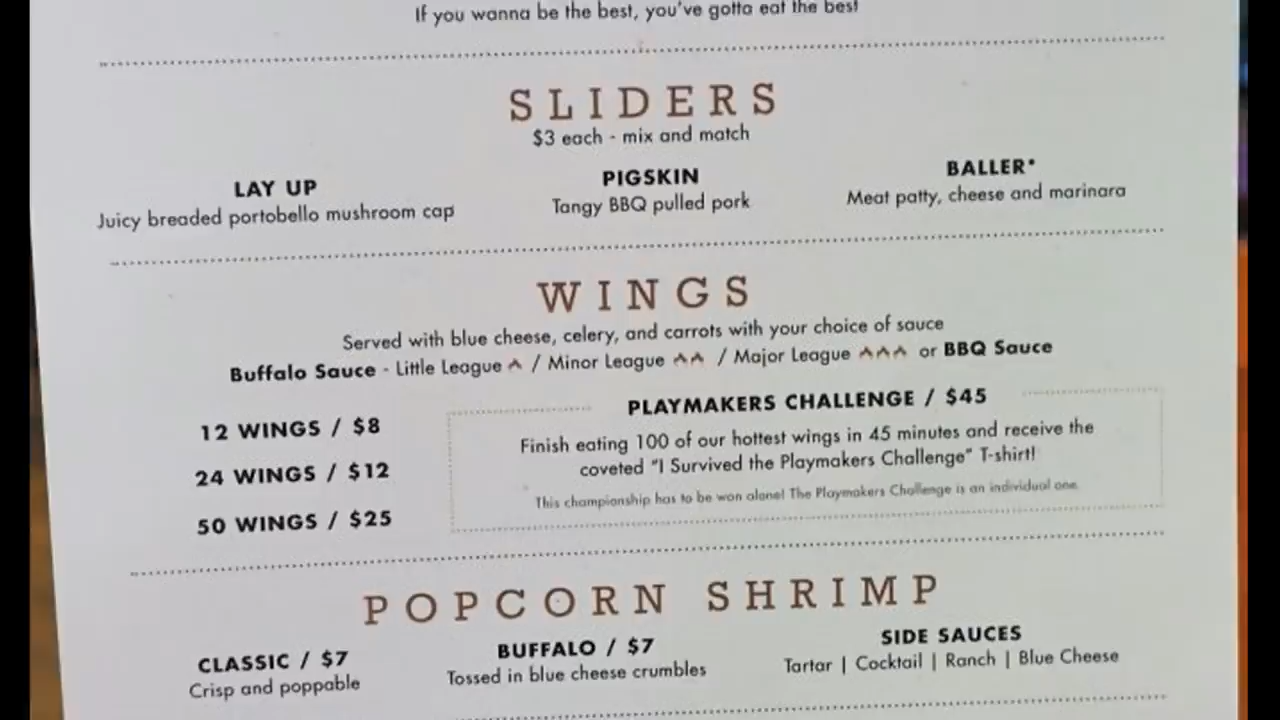 If you wanna be the best, you've gotta eat the best
SLIDERS
$3 each - mix and match
LAY UP
Juicy breaded portobello mushroom cap
PIGSKIN
Tangy BBQ pulled pork
BALLER*
Meat patty, cheese and marinara
WINGS
Served with blue cheese, celery, and carrots with your choice of sauce
Buffalo Sauce - Little League / Minor League / Major League or BBQ Sauce
12 WINGS / $8
24 WINGS / $12
50 WINGS / $25
PLAYMAKERS CHALLENGE / $45
Finish eating 100 of our hottest wings in 45 minutes and receive the
coveted "I Survived the Playmakers Challenge" T-shirt!
This championship has to be won alone! The Playmakers Challenge is an individual one.
POPCORN SHRIMP
CLASSIC / $7
Crisp and poppable
BUFFALO / $7
Tossed in blue cheese crumbles
SIDE SAUCES
Tartar | Cocktail | Ranch | Blue Cheese